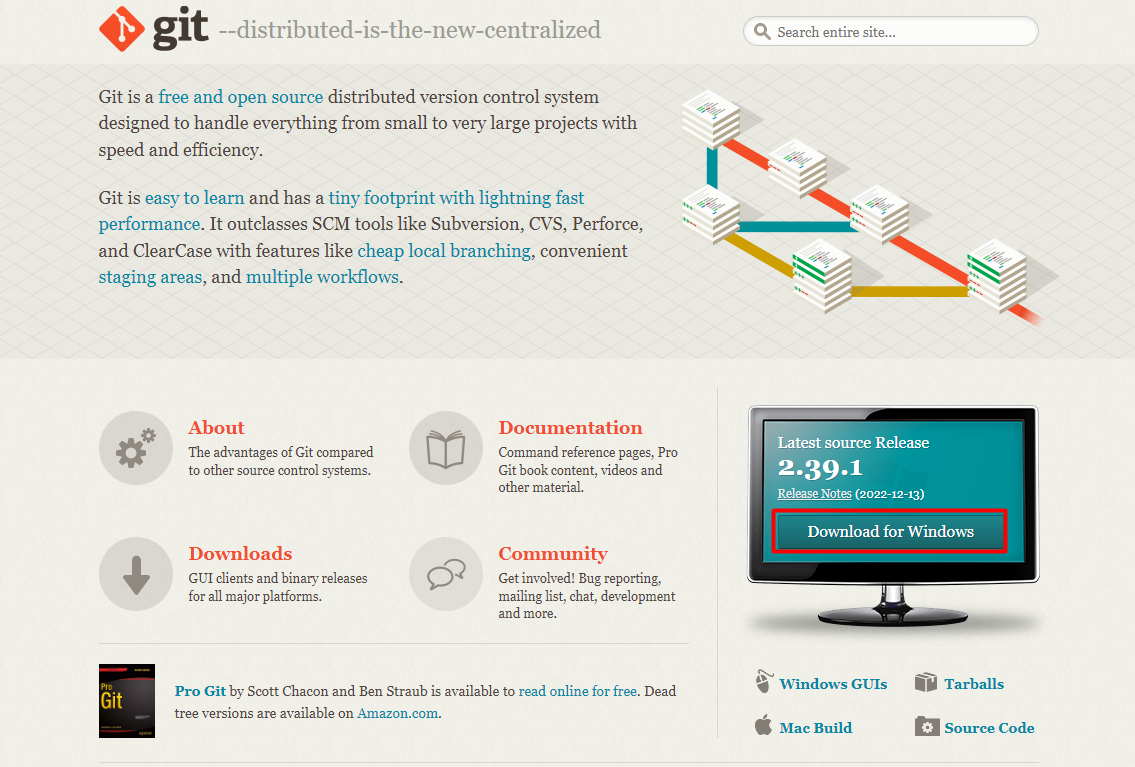 git --distributed-is-the-new-centralized
Search entire site...
Git is a free and open source distributed version control system
designed to handle everything from small to very large projects with
speed and efficiency.
Git is easy to learn and has a tiny footprint with lightning fast
performance. It outclasses SCM tools like Subversion, CVS, Perforce,
and ClearCase with features like cheap local branching, convenient
staging areas, and multiple workflows.
About
The advantages of Git compared
to other source control systems.
Documentation
Command reference pages, Pro
Git book content, videos and
other material.
Downloads
GUI clients and binary releases
for all major platforms.
Community
Get involved! Bug reporting,
mailing list, chat, development
and more.
Pro
Git
Pro Git by Scott Chacon and Ben Straub is available to read online for free. Dead
tree versions are available on Amazon.com.
Latest source Release
2.39.1
Release Notes (2022-12-13)
Download for Windows
Windows GUIs
Tarballs
Mac Build
Source Code